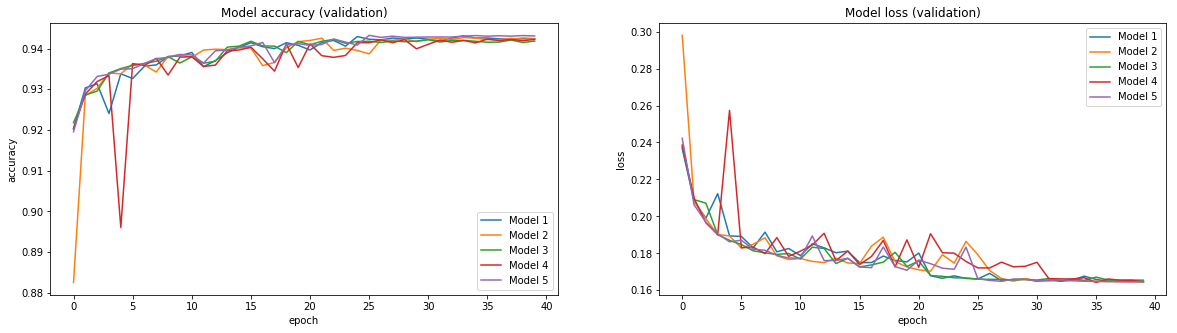 Model accuracy (validation)
accuracy
0.94
0.93
0.92
0.91
0.90
0.89
0.88
0
5
10
15
20
25
30
35
40
epoch
Model 1
Model 2
Model 3
Model 4
Model 5
Model loss (validation)
loss
0.30
0.28
0.26
0.24
0.22
0.20
0.18
0.16
0
5
10
15
20
25
30
35
40
epoch
Model 1
Model 2
Model 3
Model 4
Model 5